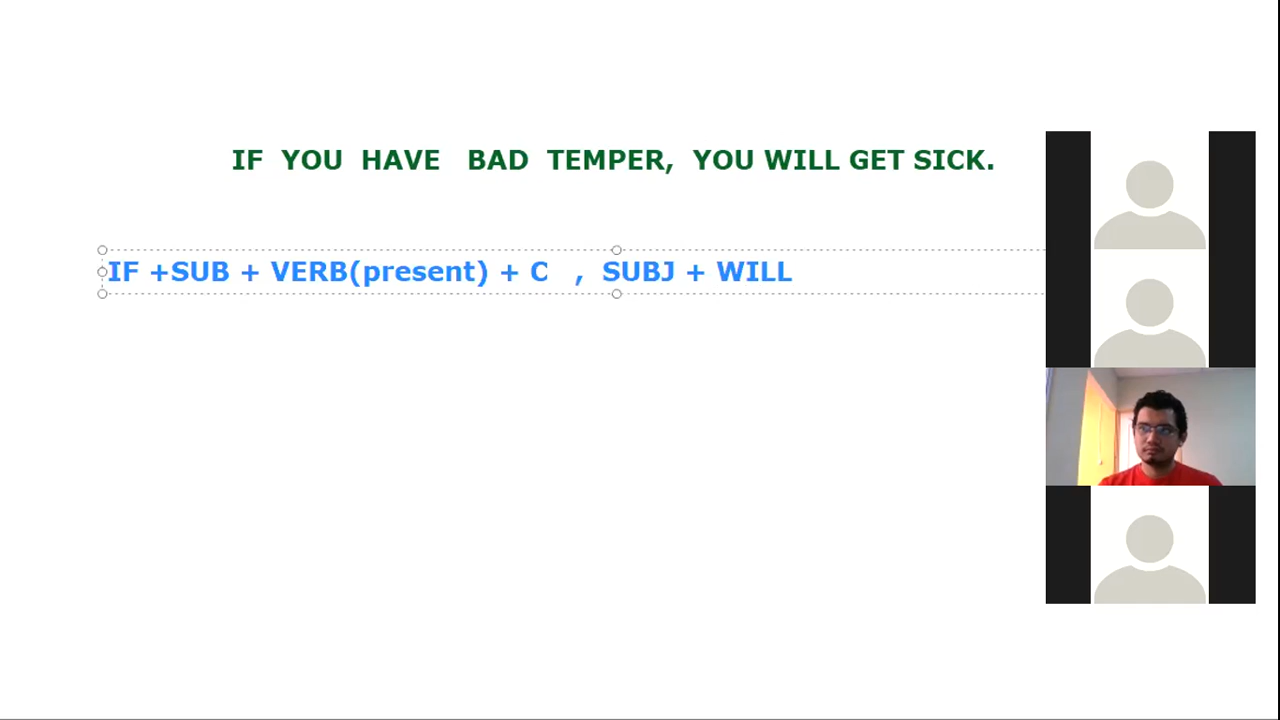 IF YOU HAVE BAD TEMPER, YOU WILL GET SICK.
IF +SUB + VERB(present) + C , SUBJ + WILL